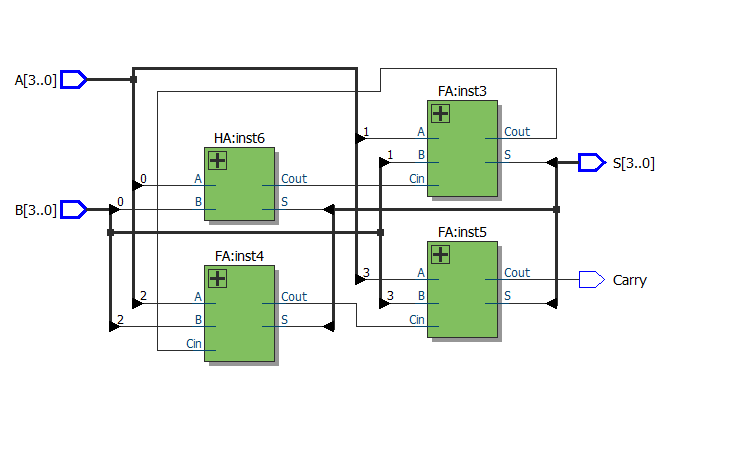 A[3..0]
B[3..0]
HA:inst6
0 A Cout
0 B S
FA:inst4
2 A Cout
2 B S
Cin
FA:inst3
1 A Cout
1 B S
Cin
FA:inst5
3 A Cout
3 B S
Cin
S[3..0]
Carry